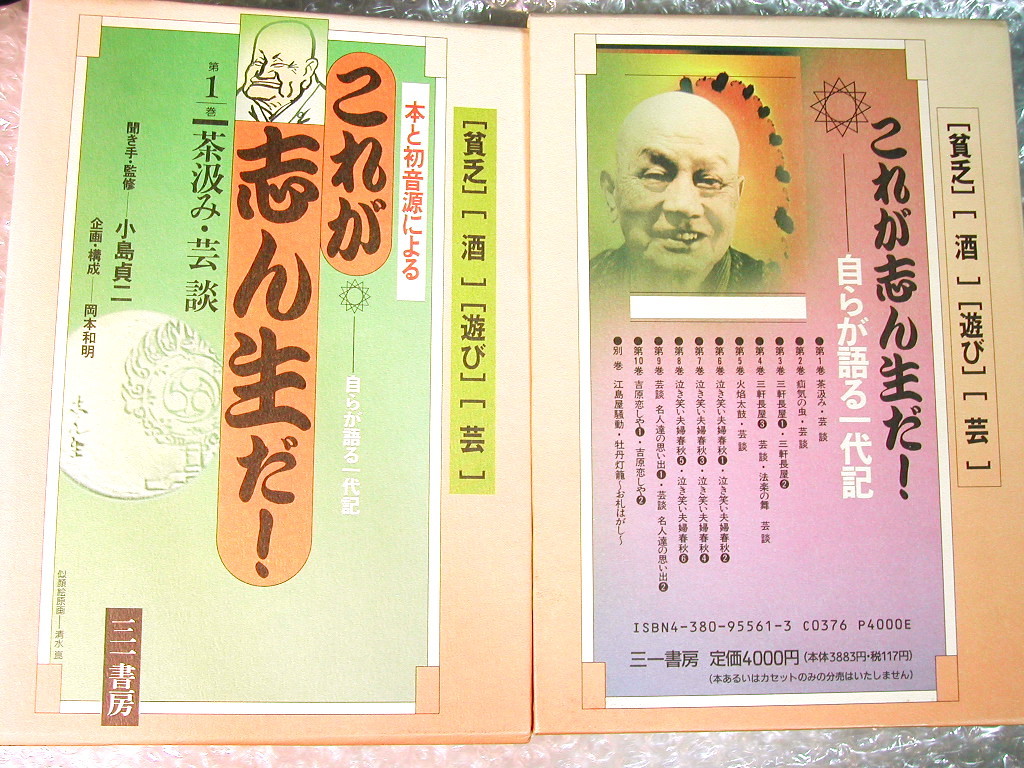 [貧乏][酒][遊び][芸]
本と初音源による
これが
志ん生だ!
自らが語る一代記
第1巻
茶汲み・芸談
聞き手・監修 小島貞二
企画・構成 岡本和明
三一書房
[貧乏][酒][遊び][芸]
これが志ん生だ!
自らが語る一代記
●第1巻 茶汲み・芸談
●第2巻 疝気の虫・芸談
●第3巻 三軒長屋❶・三軒長屋❷
●第4巻 三軒長屋❸ 芸談・法楽の舞 芸談
●第5巻 火焰太鼓・芸談
●第6巻 泣き笑い夫婦春秋❶・泣き笑い夫婦春秋❷
●第7巻 泣き笑い夫婦春秋❸・泣き笑い夫婦春秋❹
●第8巻 泣き笑い夫婦春秋❺・泣き笑い夫婦春秋❻
●第9巻 芸談 名人達の思い出❶・芸談 名人達の思い出❷
●第10巻 吉原恋しや❶・吉原恋しや❷
●別巻 江島屋騒動・牡丹灯籠~お札はがし~
ISBN4-380-95561-3 C0376 P4000E
三一書房 定価4000円(本体3883円・税117円)
(本あるいはカセットのみの分売はいたしません)